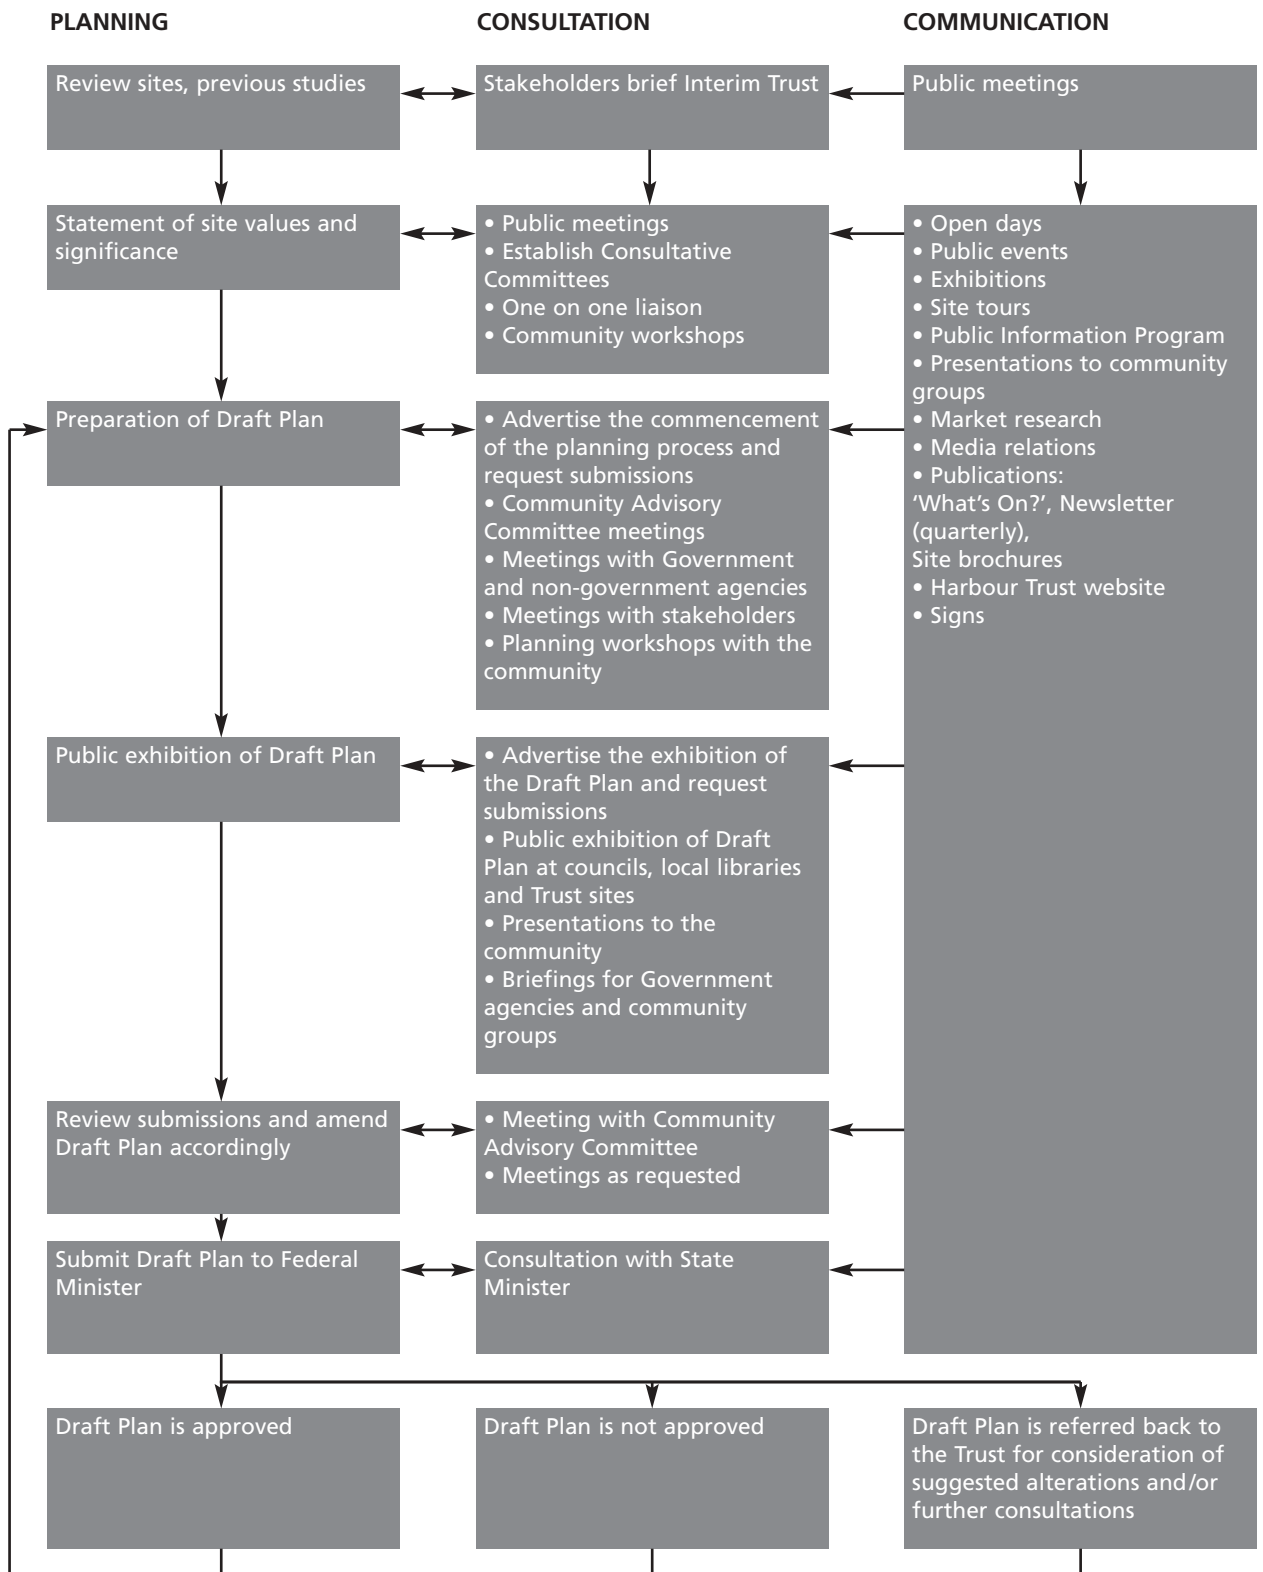 PLANNING
CONSULTATION
COMMUNICATION
Review sites, previous studies
Stakeholders brief Interim Trust
Public meetings
Statement of site values and
significance
• Public meetings
• Establish Consultative
Committees
• One on one liaison
• Community workshops
• Open days
• Public events
• Exhibitions
• Site tours
• Public Information Program
• Presentations to community
groups
• Market research
• Media relations
• Publications:
‘What’s On?’, Newsletter
(quarterly),
Site brochures
• Harbour Trust website
• Signs
Preparation of Draft Plan
• Advertise the commencement
of the planning process and
request submissions
• Community Advisory
Committee meetings
• Meetings with Government
and non-government agencies
• Meetings with stakeholders
• Planning workshops with the
community
Public exhibition of Draft Plan
• Advertise the exhibition of
the Draft Plan and request
submissions
• Public exhibition of Draft
Plan at councils, local libraries
and Trust sites
• Presentations to the
community
• Briefings for Government
agencies and community
groups
Review submissions and amend
Draft Plan accordingly
• Meeting with Community
Advisory Committee
• Meetings as requested
Submit Draft Plan to Federal
Minister
Consultation with State
Minister
Draft Plan is approved
Draft Plan is not approved
Draft Plan is referred back to
the Trust for consideration of
suggested alterations and/or
further consultations